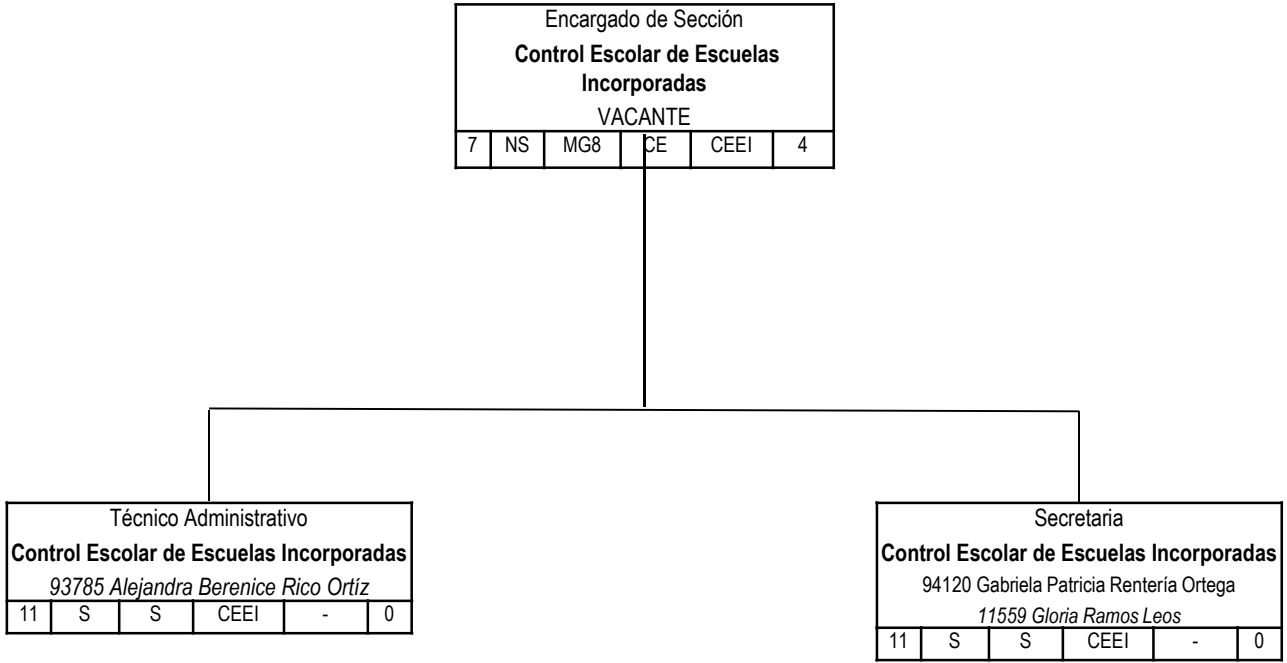 Encargado de Sección
Control Escolar de Escuelas
Incorporadas
VACANTE
7 NS MG8 CE CEEI 4
Técnico Administrativo
Control Escolar de Escuelas Incorporadas
93785 Alejandra Berenice Rico Ortíz
11 S S CEEI - 0
Secretaria
Control Escolar de Escuelas Incorporadas
94120 Gabriela Patricia Rentería Ortega
11559 Gloria Ramos Leos
11 S S CEEI - 0